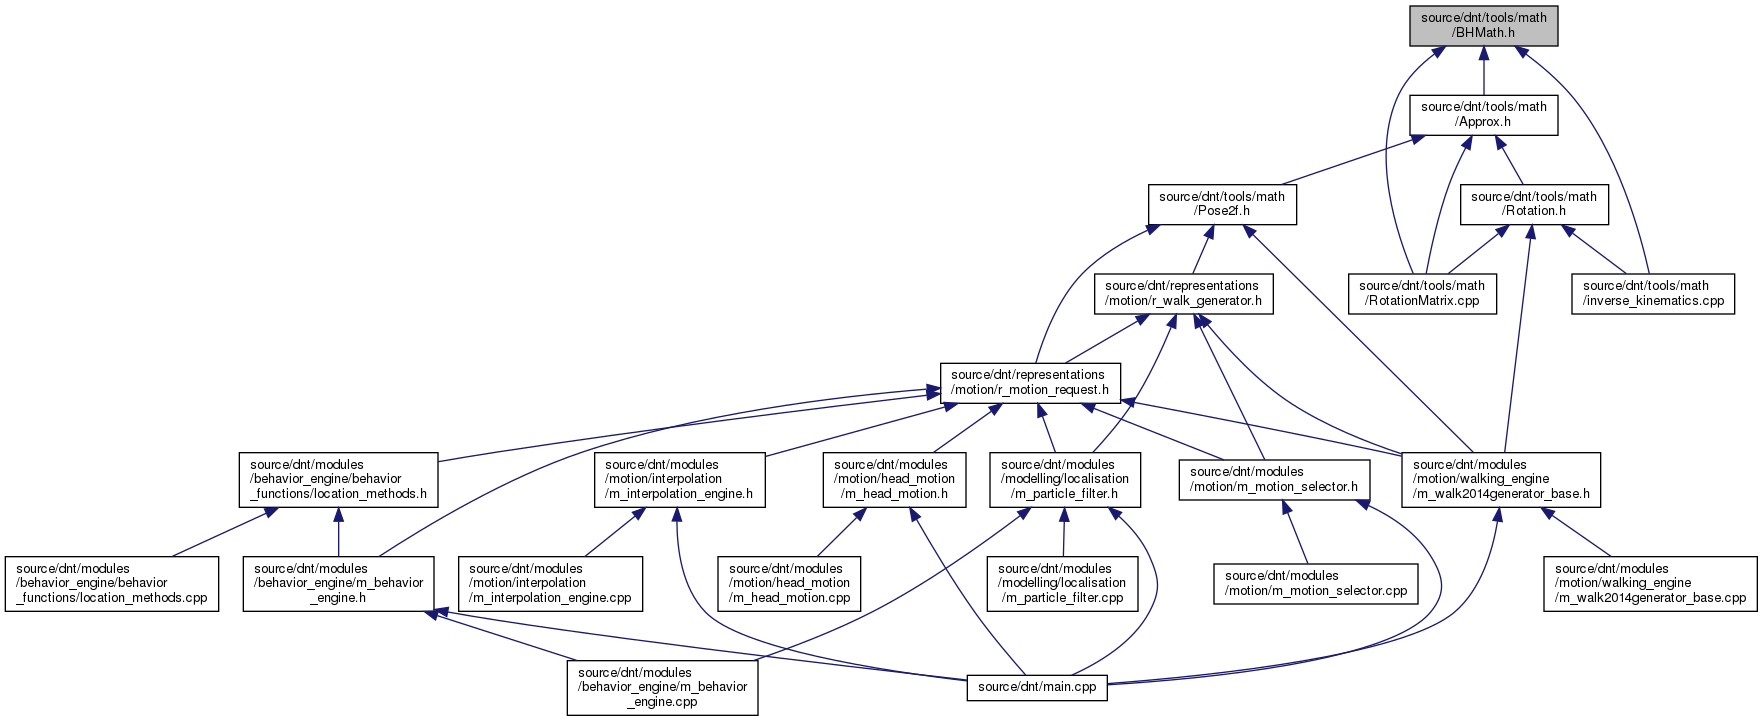 source/dnt/tools/math
/BHMath.h
source/dnt/tools/math
/Approx.h
source/dnt/tools/math
/Pose2f.h
source/dnt/tools/math
/Rotation.h
source/dnt/representations
/motion/r_walk_generator.h
source/dnt/tools/math
/RotationMatrix.cpp
source/dnt/tools/math
/inverse_kinematics.cpp
source/dnt/representations
/motion/r_motion_request.h
source/dnt/modules
/behavior_engine/behavior
_functions/location_methods.h
source/dnt/modules
/motion/interpolation
/m_interpolation_engine.h
source/dnt/modules
/motion/head_motion
/m_head_motion.h
source/dnt/modules
/modelling/localisation
/m_particle_filter.h
source/dnt/modules
/motion/m_motion_selector.h
source/dnt/modules
/motion/walking_engine
/m_walk2014generator_base.h
source/dnt/modules
/behavior_engine/behavior
_functions/location_methods.cpp
source/dnt/modules
/behavior_engine/m_behavior
_engine.h
source/dnt/modules
/motion/interpolation
/m_interpolation_engine.cpp
source/dnt/modules
/motion/head_motion
/m_head_motion.cpp
source/dnt/modules
/modelling/localisation
/m_particle_filter.cpp
source/dnt/modules
/motion/m_motion_selector.cpp
source/dnt/modules
/motion/walking_engine
/m_walk2014generator_base.cpp
source/dnt/modules
/behavior_engine/m_behavior
_engine.cpp
source/dnt/main.cpp